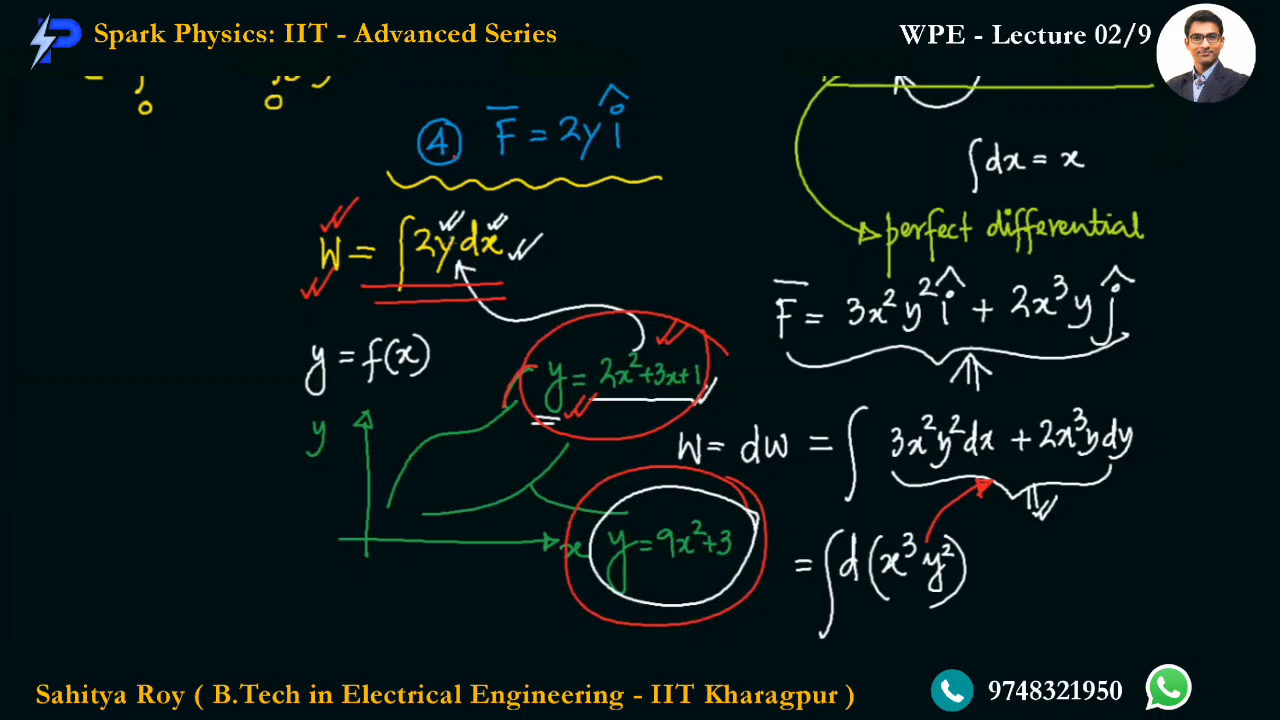 Spark Physics: IIT - Advanced Series
WPE - Lecture 02/9
④ F̅ = 2y î
W = ∫2y dx
y = f(x)
y
x
y = 2x²+3x+1
y = 9x²+3
∫dx = x
perfect differential
F̅ = 3x²y² î + 2x³y ĵ
W = dW = ∫ 3x²y²dx + 2x³ydy
= ∫d(x³y²)
Sahitya Roy ( B.Tech in Electrical Engineering - IIT Kharagpur )
9748321950